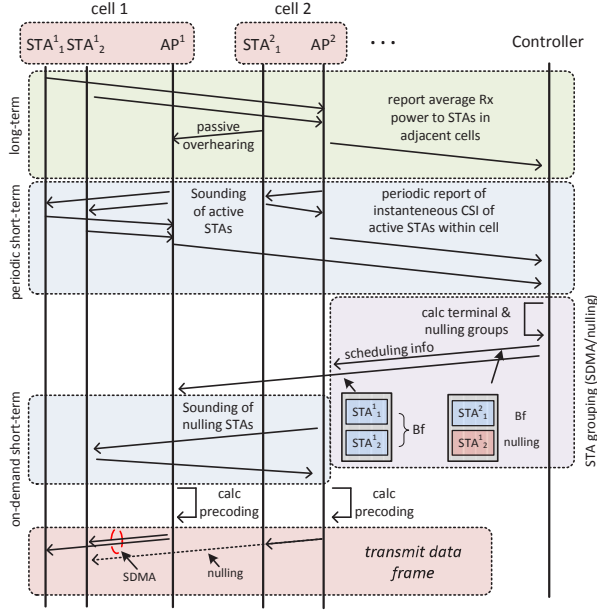 cell 1
cell 2
STA¹₁ STA¹₂ AP¹ STA²₁ AP² ... Controller
long-term
passive
overhearing
report average Rx
power to STAs in
adjacent cells
periodic short-term
Sounding
of active
STAs
periodic report of
instanteneous CSI of
active STAs within cell
STA grouping (SDMA/nulling)
calc terminal &
nulling groups
scheduling info
STA¹₁
STA¹₂
Bf
STA²₁ Bf
STA¹₂ nulling
on-demand short-term
Sounding of
nulling STAs
calc
precoding
calc
precoding
SDMA
nulling
transmit data
frame